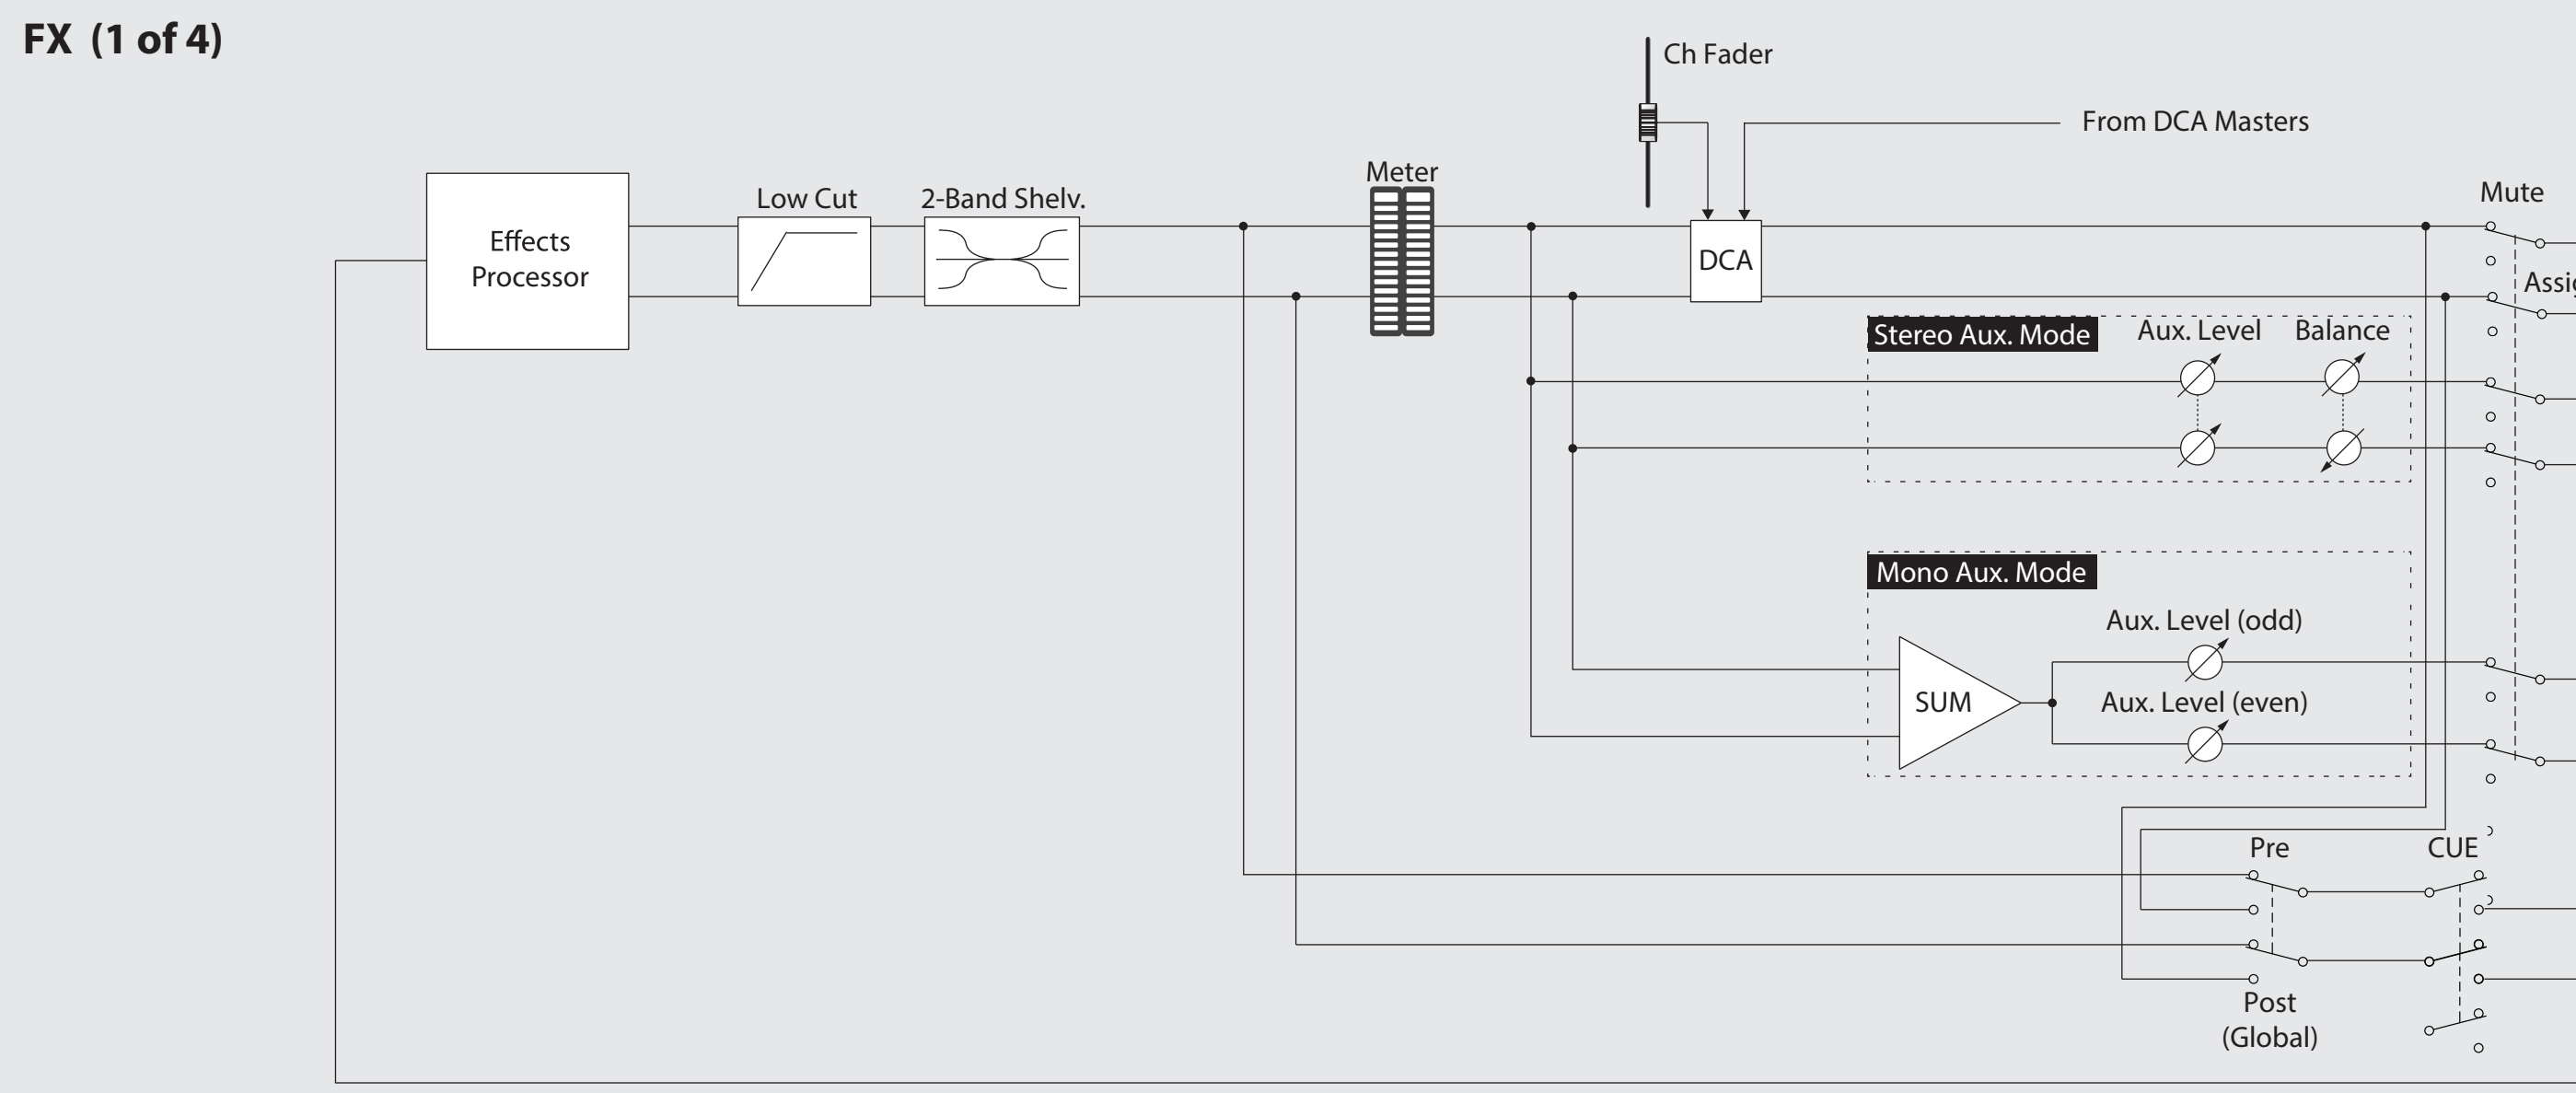 FX (1 of 4)
Ch Fader
From DCA Masters
Meter
Mute
Low Cut
2-Band Shelv.
Effects
Processor
DCA
Stereo Aux. Mode
Aux. Level
Balance
Mono Aux. Mode
Aux. Level (odd)
SUM
Aux. Level (even)
Pre
CUE
Post
(Global)